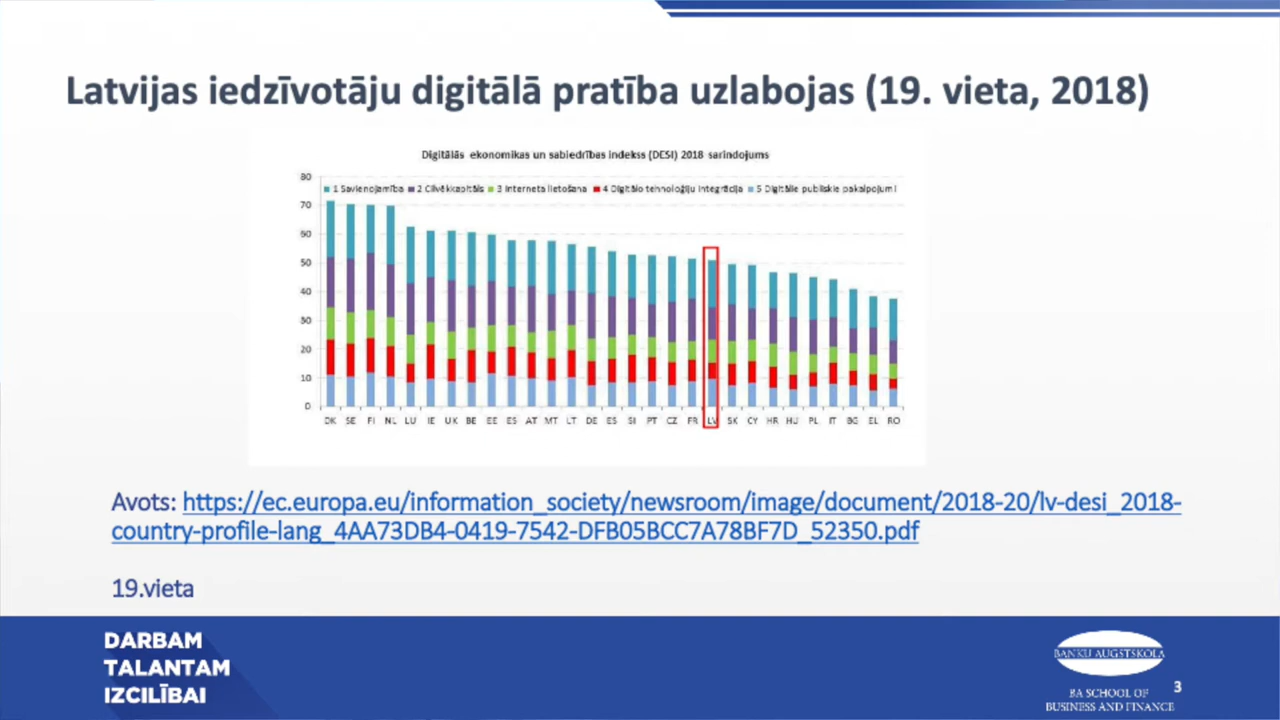 Latvijas iedzīvotāju digitālā pratība uzlabojas (19. vieta, 2018)
Digitālās ekonomikas un sabiedrības indekss (DESI) 2018 sarindojums
80
1 Savienojamība 2 Cilvēkkapitāls 3 Interneta lietošana 4 Digitālo tehnoloģiju integrācija 5 Digitālie publiskie pakalpojumi
70
60
50
40
30
20
10
0
DK SE FI NL LU IE UK BE EE ES AT MT LT DE ES SI PT CZ FR LV SK CY HR HU PL IT BG EL RO
Avots: https://ec.europa.eu/information_society/newsroom/image/document/2018-20/lv-desi_2018-
country-profile-lang_4AA73DB4-0419-7542-DFB05BCC7A78BF7D_52350.pdf
19.vieta
DARBAM
TALANTAM
IZCILĪBAI
BANKU AUGSTSKOLA
BA SCHOOL OF
BUSINESS AND FINANCE
3